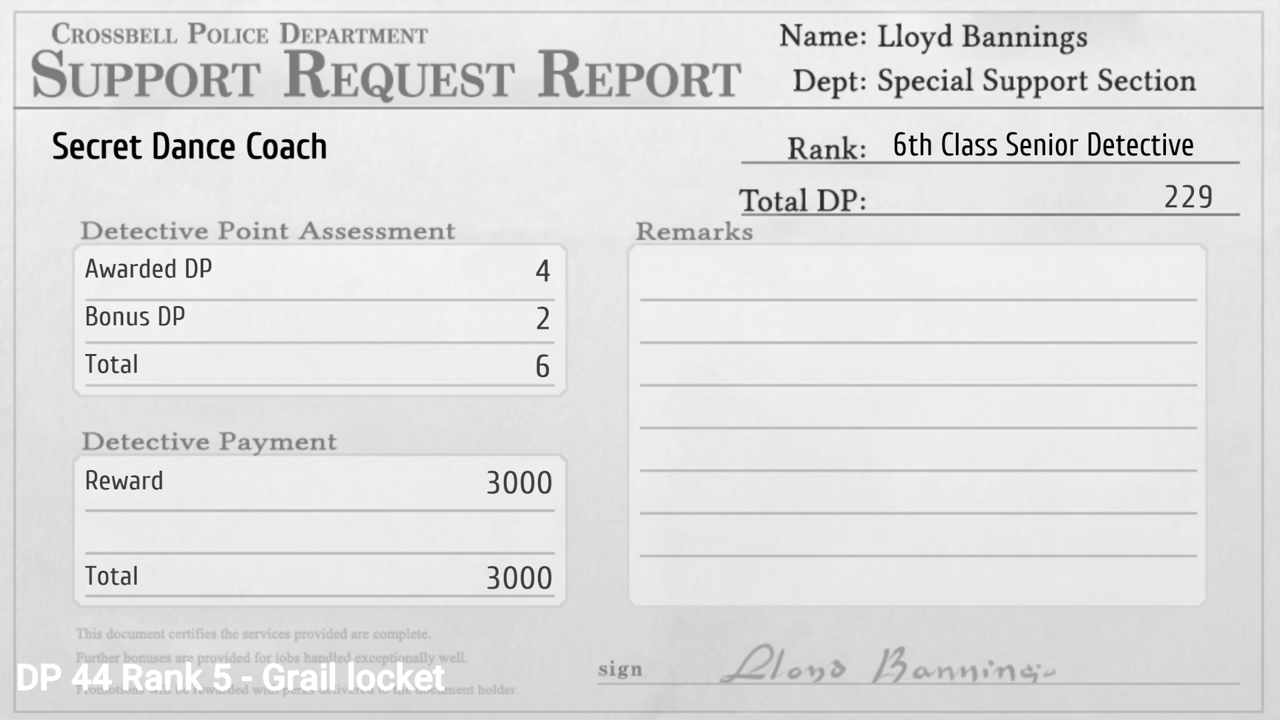 CROSSBELL POLICE DEPARTMENT
SUPPORT REQUEST REPORT
Name: Lloyd Bannings
Dept: Special Support Section
Secret Dance Coach
Rank: 6th Class Senior Detective
Total DP: 229
Detective Point Assessment
Awarded DP 4
Bonus DP 2
Total 6
Remarks
Detective Payment
Reward 3000
Total 3000
This document certifies the services provided are complete.
Further bonuses are provided for jobs handled exceptionally well.
DP 44 Rank 5 - Grail locket
document holder.
sign Lloyd Bannings